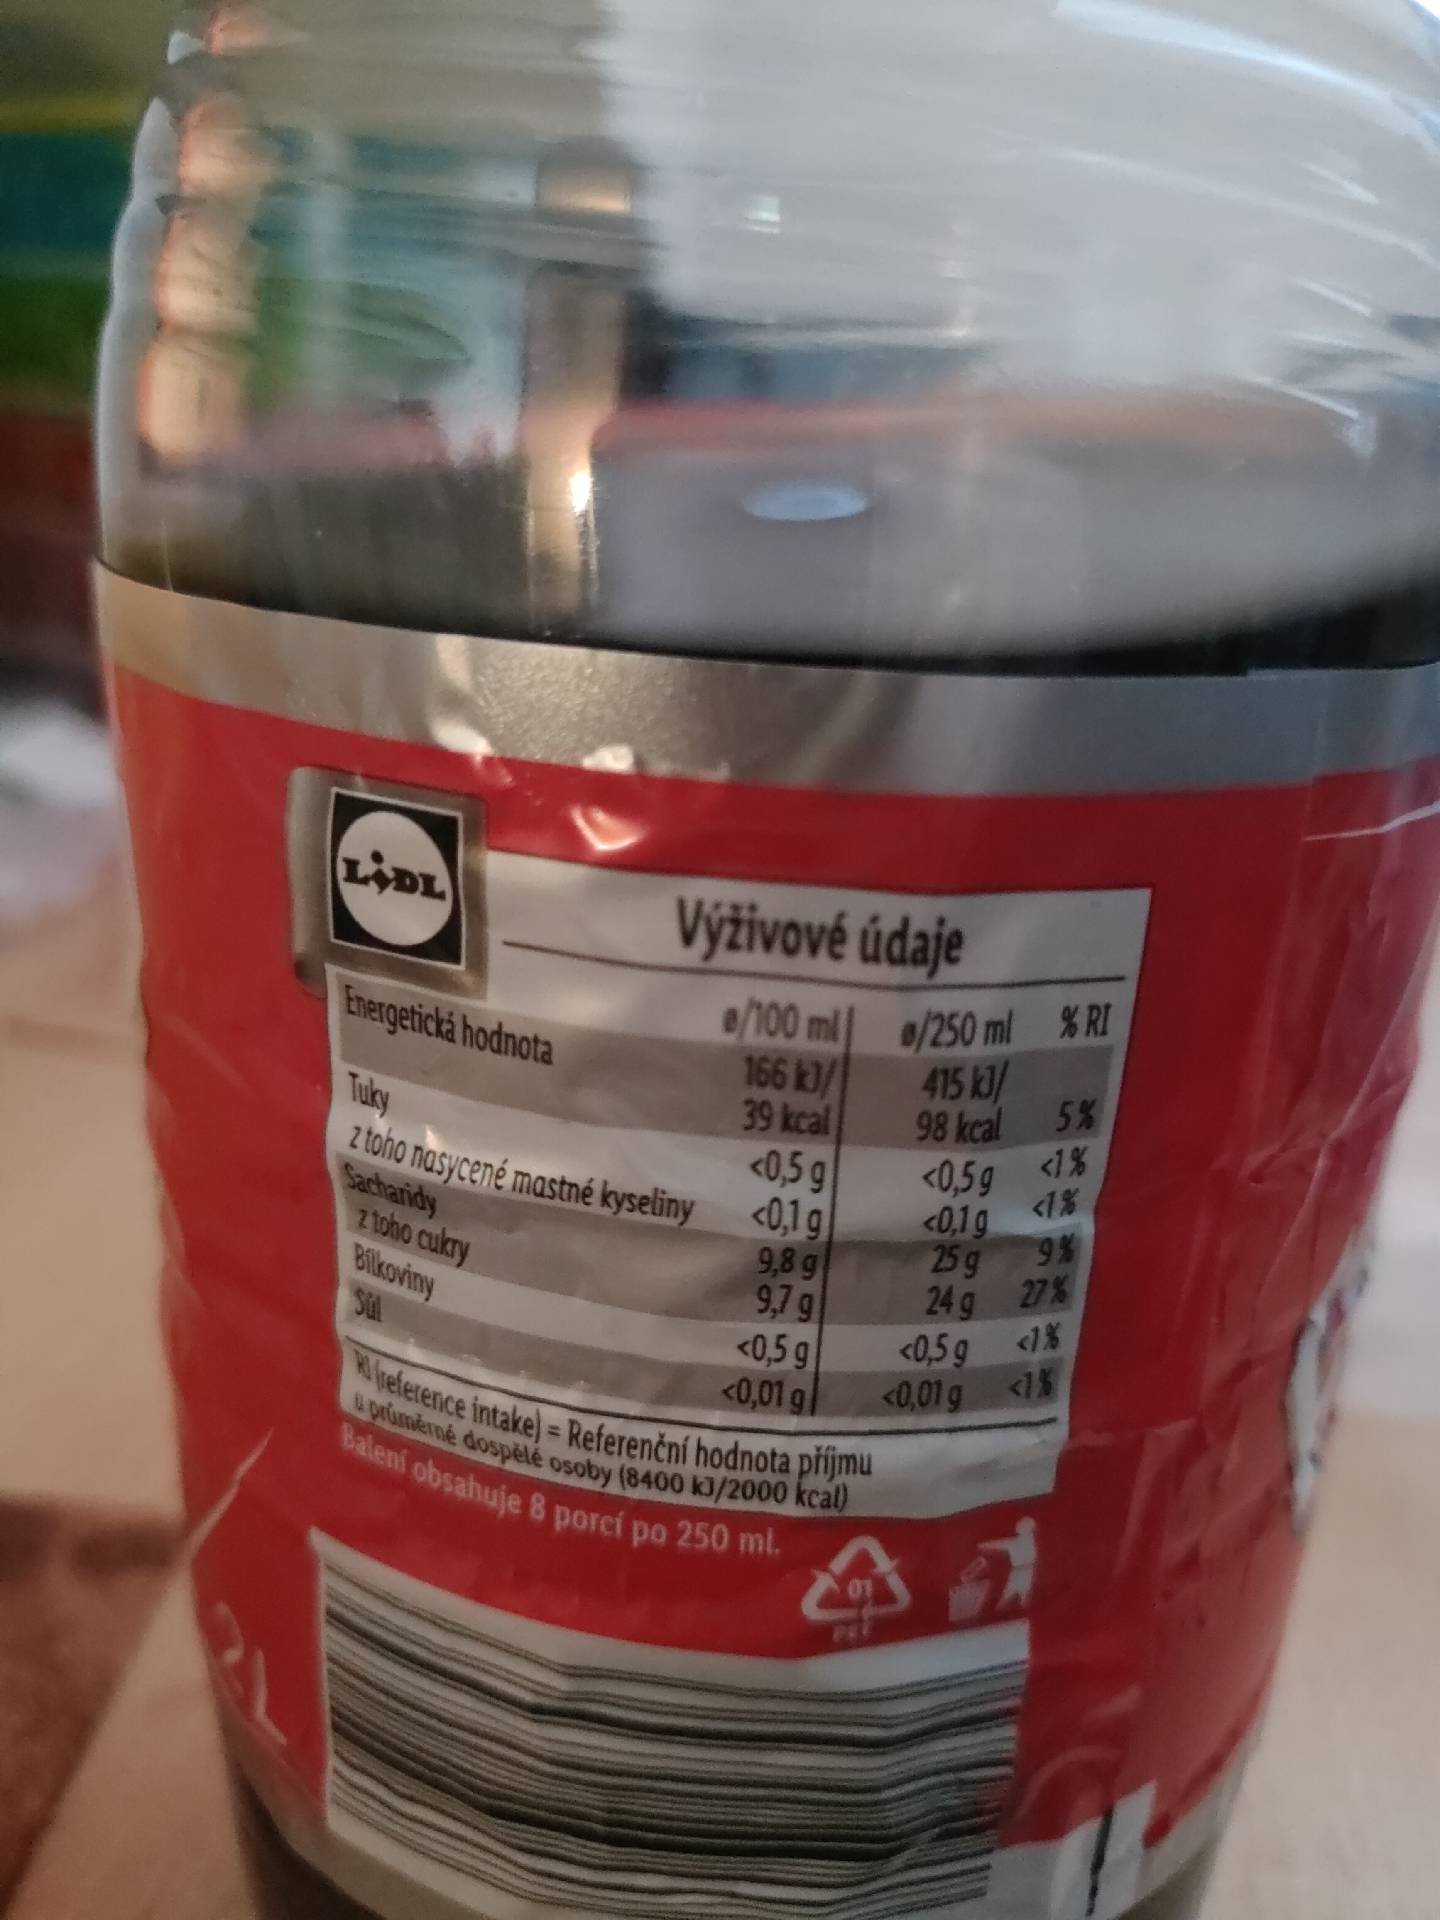 LIDL
Výživové údaje
ø/100 ml ø/250 ml % RI
Energetická hodnota 166 kJ/ 415 kJ/
39 kcal 98 kcal 5 %
Tuky <0,5 g <0,5 g <1 %
z toho nasycené mastné kyseliny <0,1 g <0,1 g <1 %
Sacharidy 9,8 g 25 g 9 %
z toho cukry 9,7 g 24 g 27 %
Bílkoviny <0,5 g <0,5 g <1 %
Sůl <0,01 g <0,01 g <1 %
RI (reference intake) = Referenční hodnota příjmu
u průměrné dospělé osoby (8400 kJ/2000 kcal)
Balení obsahuje 8 porcí po 250 ml.
01
PET
2 L